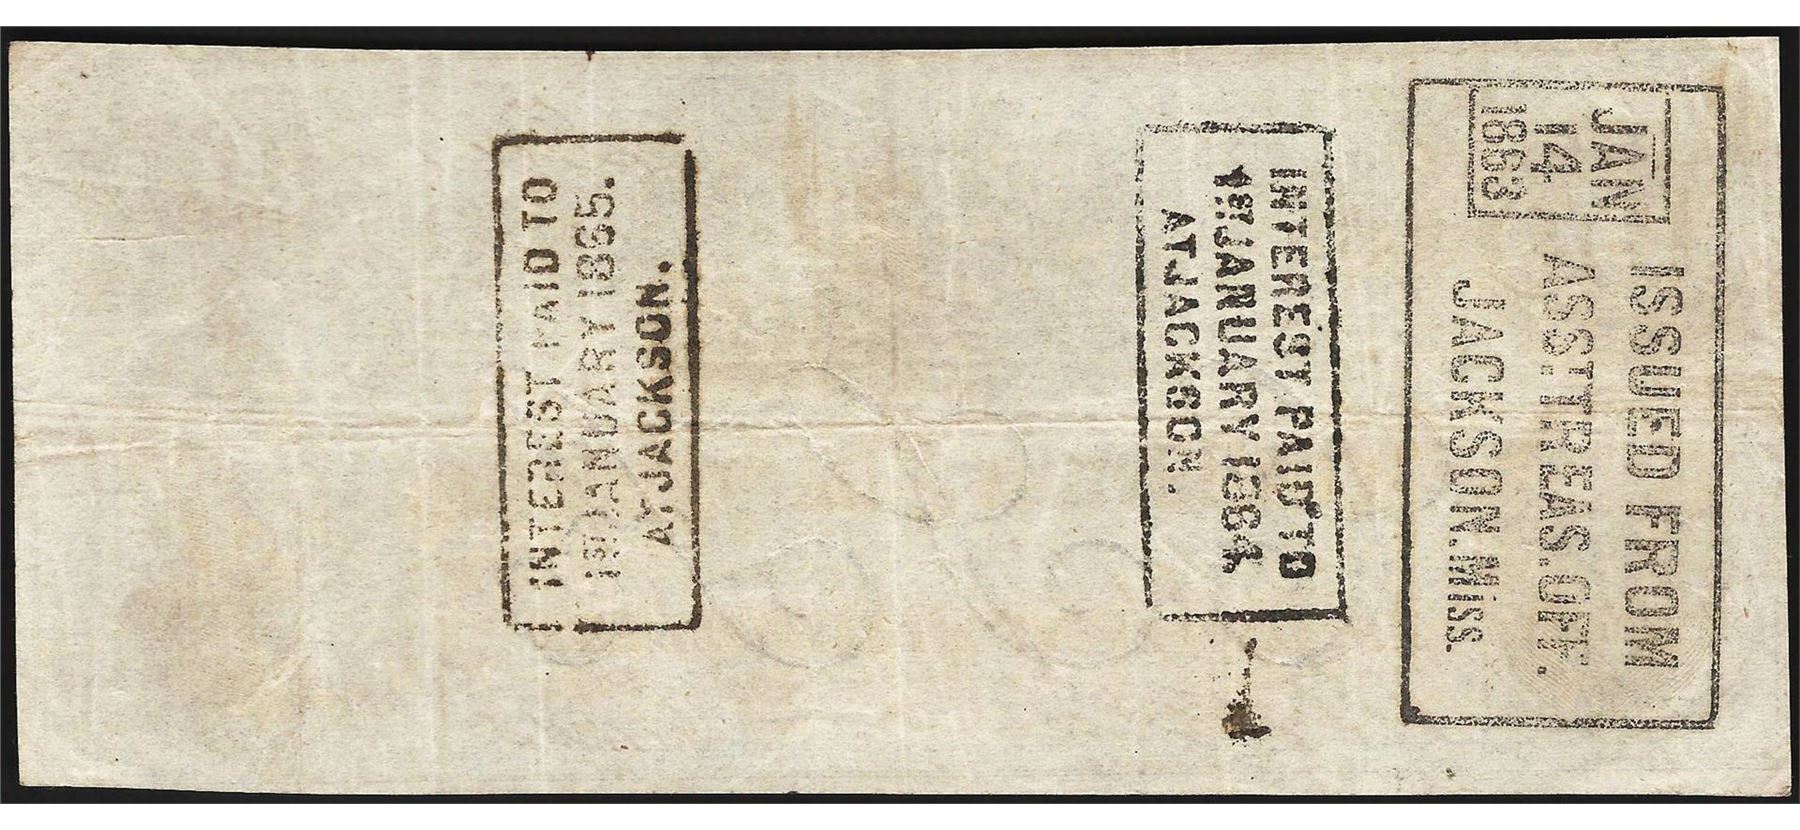 JAN
14
1863
ISSUED FROM
ASST. TREAS. OFF.
JACKSON. Miss.
INTEREST PAID TO
1ST JANUARY 1864
AT JACKSON.
INTEREST PAID TO
1ST JANUARY 1865.
AT JACKSON.